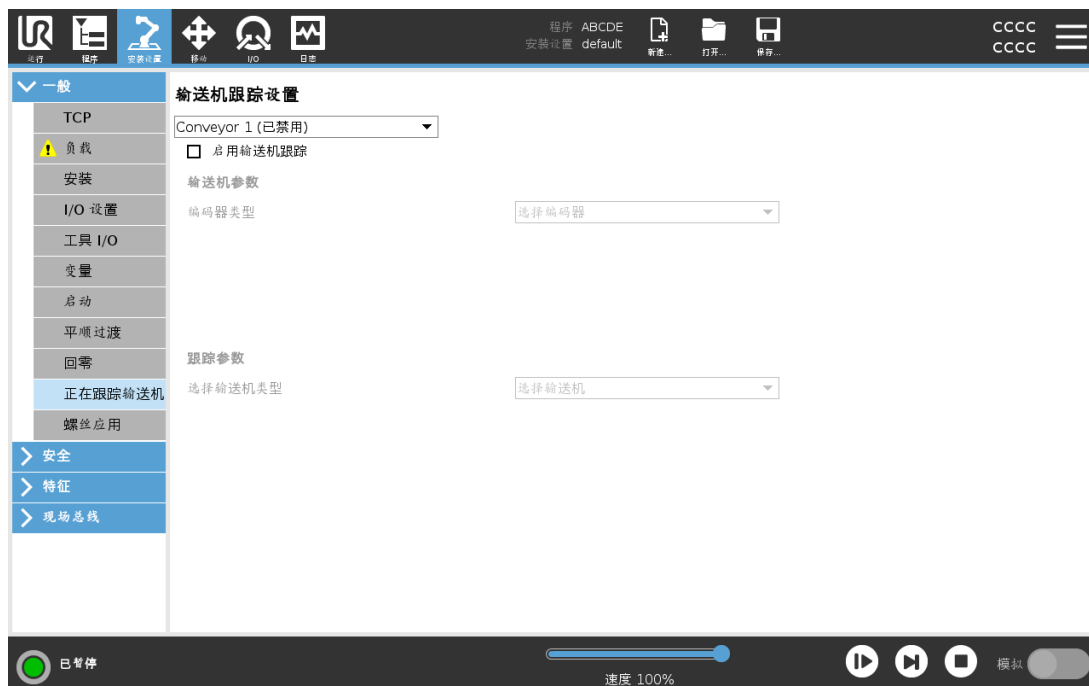 程序 ABCDE
安装设置 default
CCCC
CCCC
运行 程序 安装设置 移动 I/O 日志 新建... 打开... 保存...
一般
TCP
负载
安装
I/O 设置
工具 I/O
变量
启动
平顺过渡
回零
正在跟踪输送机
螺丝应用
安全
特征
现场总线
输送机跟踪设置
Conveyor 1 (已禁用)
启用输送机跟踪
输送机参数
编码器类型 选择编码器
跟踪参数
选择输送机类型 选择输送机
已暂停
速度 100%
模拟